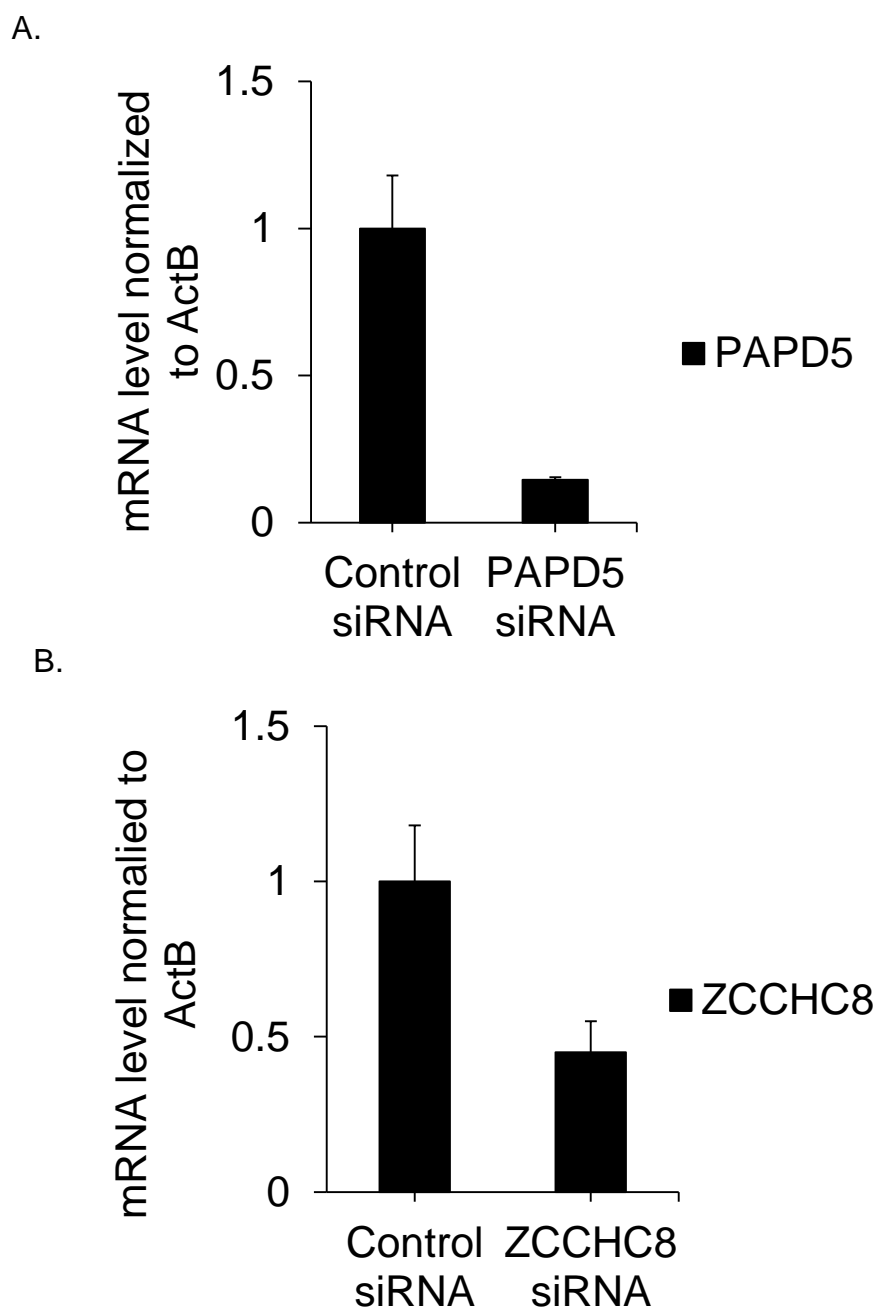 A.
mRNA level normalized
to ActB
1.5
1
0.5
0
PAPD5
Control
siRNA
PAPD5
siRNA
B.
mRNA level normalied to
ActB
1.5
1
0.5
0
ZCCHC8
Control
siRNA
ZCCHC8
siRNA